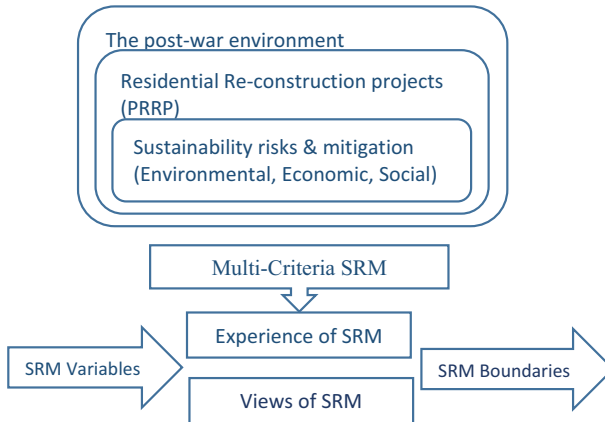 The post-war environment
Residential Re-construction projects
(PRRP)
Sustainability risks & mitigation
(Environmental, Economic, Social)
Multi-Criteria SRM
Experience of SRM
SRM Variables
SRM Boundaries
Views of SRM